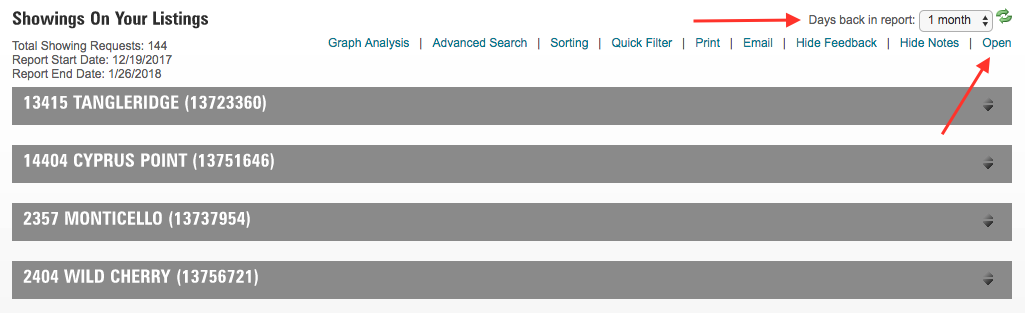 Showings On Your Listings
Days back in report: 1 month
Total Showing Requests: 144
Report Start Date: 12/19/2017
Report End Date: 1/26/2018
Graph Analysis | Advanced Search | Sorting | Quick Filter | Print | Email | Hide Feedback | Hide Notes | Open
13415 TANGLERIDGE (13723360)
14404 CYPRUS POINT (13751646)
2357 MONTICELLO (13737954)
2404 WILD CHERRY (13756721)